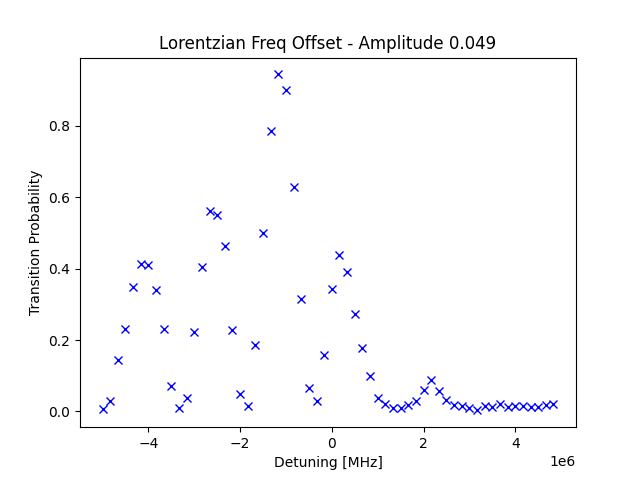 Lorentzian Freq Offset - Amplitude 0.049
Transition Probability
0.8
0.6
0.4
0.2
0.0
−4
−2
0
2
4
1e6
Detuning [MHz]